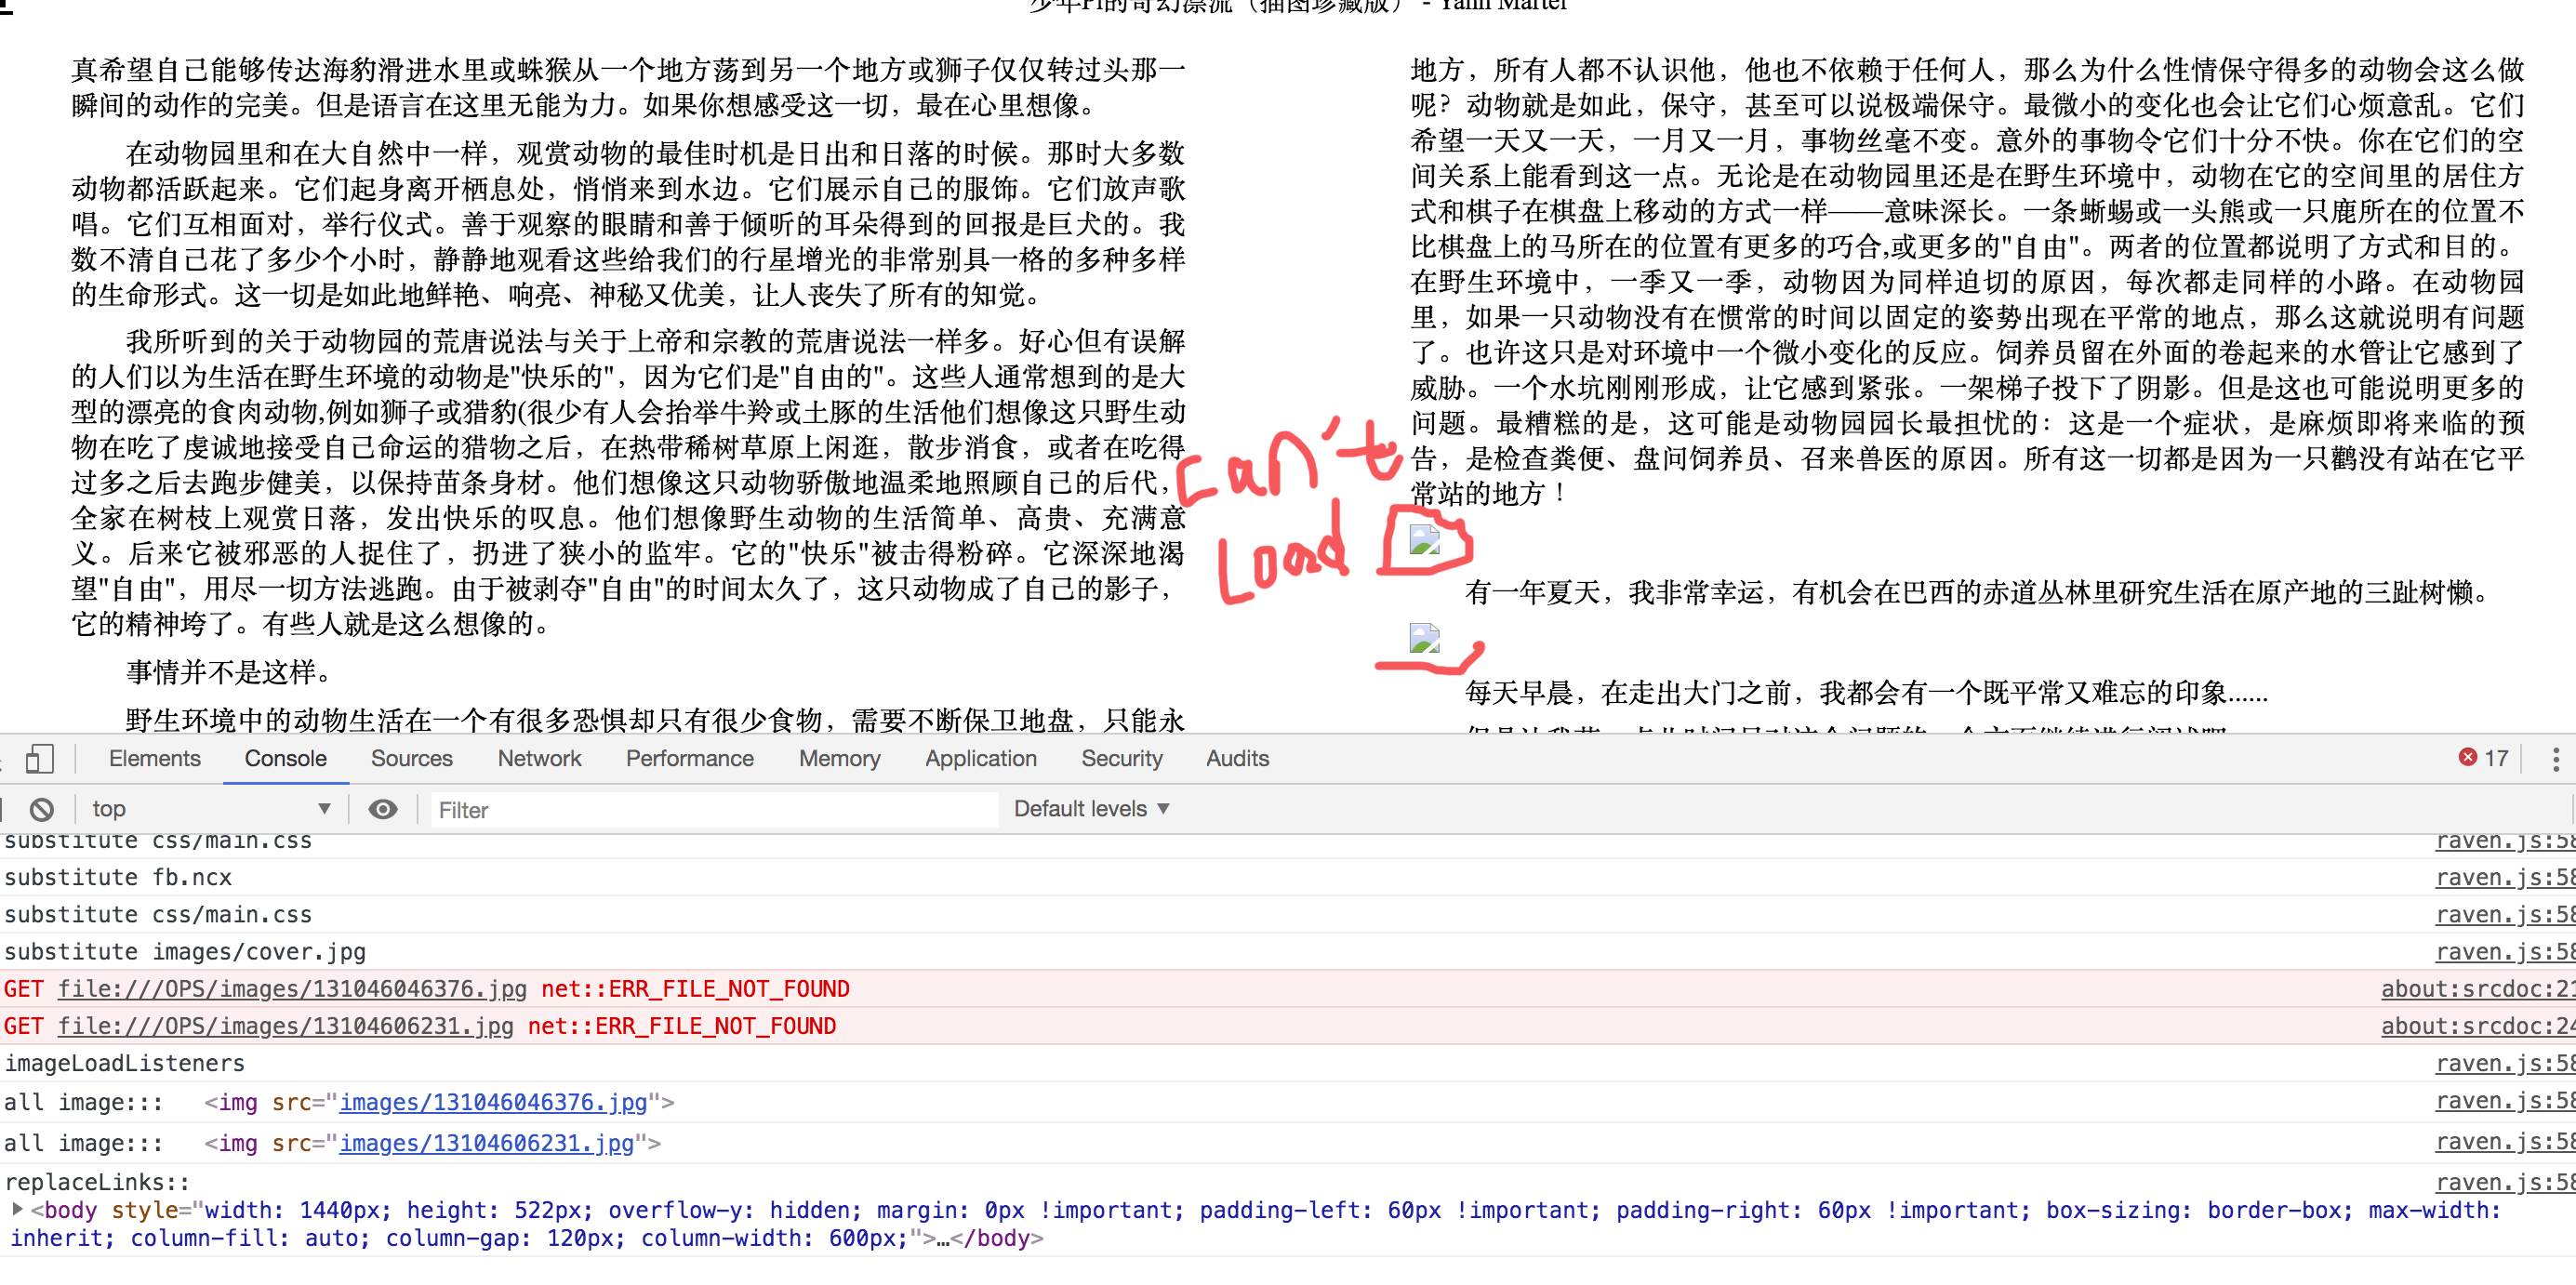 少年Pi的奇幻漂流（插图珍藏版） - Yann Martel
真希望自己能够传达海豹滑进水里或蛛猴从一个地方荡到另一个地方或狮子仅仅转过头那一
瞬间的动作的完美。但是语言在这里无能为力。如果你想感受这一切，最在心里想像。
在动物园里和在大自然中一样，观赏动物的最佳时机是日出和日落的时候。那时大多数
动物都活跃起来。它们起身离开栖息处，悄悄来到水边。它们展示自己的服饰。它们放声歌
唱。它们互相面对，举行仪式。善于观察的眼睛和善于倾听的耳朵得到的回报是巨犬的。我
数不清自己花了多少个小时，静静地观看这些给我们的行星增光的非常别具一格的多种多样
的生命形式。这一切是如此地鲜艳、响亮、神秘又优美，让人丧失了所有的知觉。
我所听到的关于动物园的荒唐说法与关于上帝和宗教的荒唐说法一样多。好心但有误解
的人们以为生活在野生环境的动物是"快乐的"，因为它们是"自由的"。这些人通常想到的是大
型的漂亮的食肉动物,例如狮子或猎豹(很少有人会抬举牛羚或土豚的生活他们想像这只野生动
物在吃了虔诚地接受自己命运的猎物之后，在热带稀树草原上闲逛，散步消食，或者在吃得
过多之后去跑步健美，以保持苗条身材。他们想像这只动物骄傲地温柔地照顾自己的后代，
全家在树枝上观赏日落，发出快乐的叹息。他们想像野生动物的生活简单、高贵、充满意
义。后来它被邪恶的人捉住了，扔进了狭小的监牢。它的"快乐"被击得粉碎。它深深地渴
望"自由"，用尽一切方法逃跑。由于被剥夺"自由"的时间太久了，这只动物成了自己的影子，
它的精神垮了。有些人就是这么想像的。
事情并不是这样。
野生环境中的动物生活在一个有很多恐惧却只有很少食物，需要不断保卫地盘，只能永
地方，所有人都不认识他，他也不依赖于任何人，那么为什么性情保守得多的动物会这么做
呢？动物就是如此，保守，甚至可以说极端保守。最微小的变化也会让它们心烦意乱。它们
希望一天又一天，一月又一月，事物丝毫不变。意外的事物令它们十分不快。你在它们的空
间关系上能看到这一点。无论是在动物园里还是在野生环境中，动物在它的空间里的居住方
式和棋子在棋盘上移动的方式一样——意味深长。一条蜥蜴或一头熊或一只鹿所在的位置不
比棋盘上的马所在的位置有更多的巧合,或更多的"自由"。两者的位置都说明了方式和目的。
在野生环境中，一季又一季，动物因为同样迫切的原因，每次都走同样的小路。在动物园
里，如果一只动物没有在惯常的时间以固定的姿势出现在平常的地点，那么这就说明有问题
了。也许这只是对环境中一个微小变化的反应。饲养员留在外面的卷起来的水管让它感到了
威胁。一个水坑刚刚形成，让它感到紧张。一架梯子投下了阴影。但是这也可能说明更多的
问题。最糟糕的是，这可能是动物园园长最担忧的：这是一个症状，是麻烦即将来临的预
告，是检查粪便、盘问饲养员、召来兽医的原因。所有这一切都是因为一只鹳没有站在它平
常站的地方！
can't
Load
有一年夏天，我非常幸运，有机会在巴西的赤道丛林里研究生活在原产地的三趾树懒。
每天早晨，在走出大门之前，我都会有一个既平常又难忘的印象......
Elements Console Sources Network Performance Memory Application Security Audits 17
top Filter Default levels
substitute css/main.css raven.js:58
substitute fb.ncx raven.js:58
substitute css/main.css raven.js:58
substitute images/cover.jpg raven.js:58
GET file:///OPS/images/131046046376.jpg net::ERR_FILE_NOT_FOUND about:srcdoc:21
GET file:///OPS/images/13104606231.jpg net::ERR_FILE_NOT_FOUND about:srcdoc:24
imageLoadListeners raven.js:58
all image::: <img src="images/131046046376.jpg"> raven.js:58
all image::: <img src="images/13104606231.jpg"> raven.js:58
replaceLinks:: raven.js:58
<body style="width: 1440px; height: 522px; overflow-y: hidden; margin: 0px !important; padding-left: 60px !important; padding-right: 60px !important; box-sizing: border-box; max-width:
inherit; column-fill: auto; column-gap: 120px; column-width: 600px;">…</body>